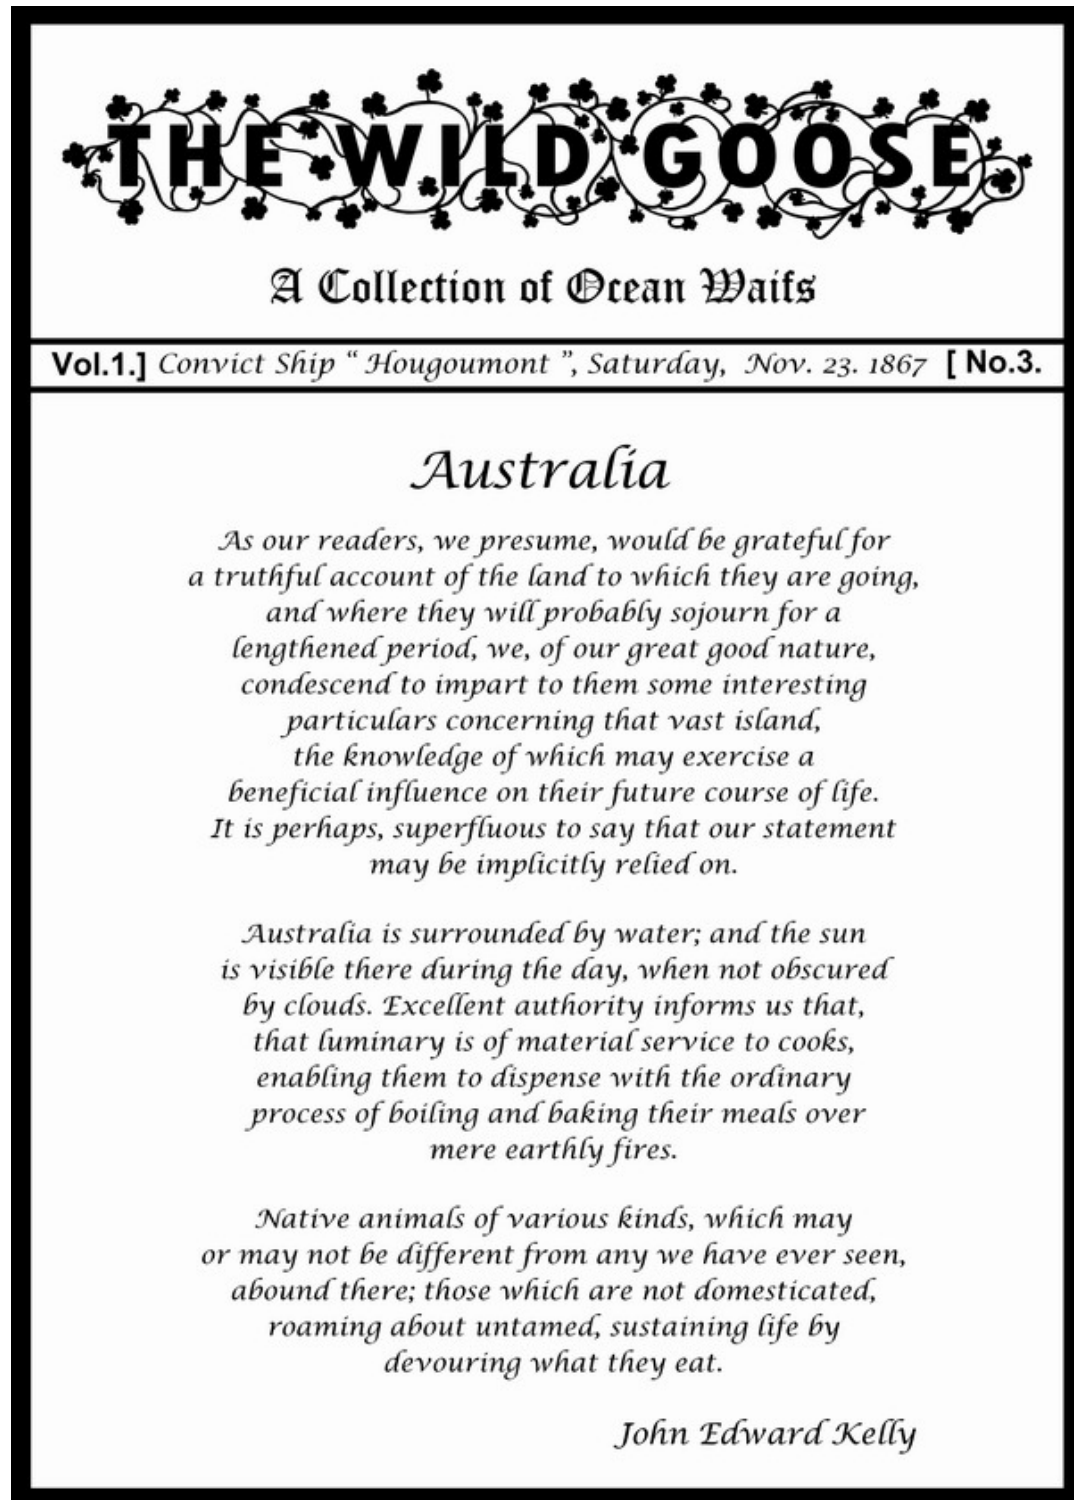 THE WILD GOOSE
A Collection of Ocean Waifs
Vol.1.] Convict Ship “ Hougoumont ”, Saturday, Nov. 23. 1867 [ No.3.
Australia
As our readers, we presume, would be grateful for
a truthful account of the land to which they are going,
and where they will probably sojourn for a
lengthened period, we, of our great good nature,
condescend to impart to them some interesting
particulars concerning that vast island,
the knowledge of which may exercise a
beneficial influence on their future course of life.
It is perhaps, superfluous to say that our statement
may be implicitly relied on.
Australia is surrounded by water; and the sun
is visible there during the day, when not obscured
by clouds. Excellent authority informs us that,
that luminary is of material service to cooks,
enabling them to dispense with the ordinary
process of boiling and baking their meals over
mere earthly fires.
Native animals of various kinds, which may
or may not be different from any we have ever seen,
abound there; those which are not domesticated,
roaming about untamed, sustaining life by
devouring what they eat.
John Edward Kelly